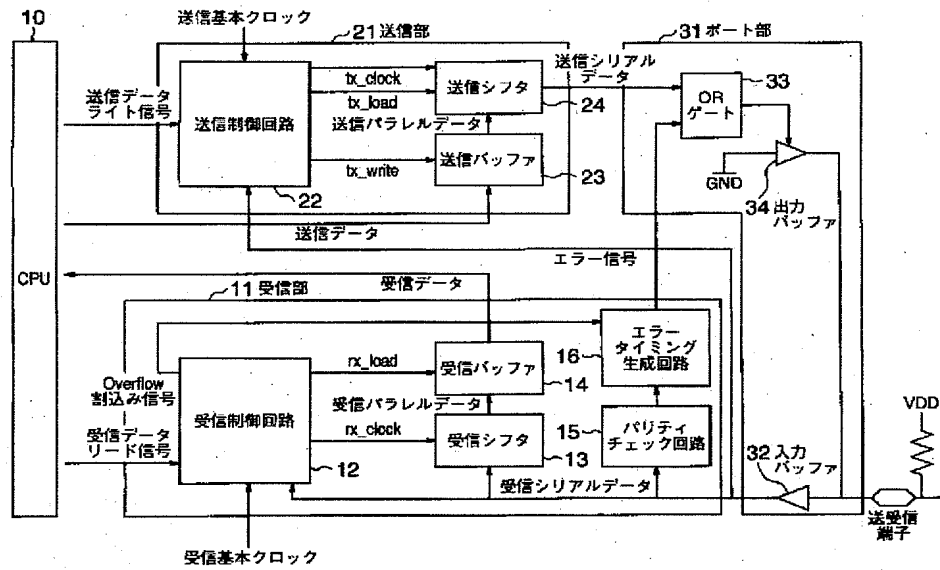 10
送信基本クロック
21 送信部
31 ポート部
送信データ
ライト信号
送信制御回路
22
tx_clock
tx_load
送信パラレルデータ
tx_write
送信シフタ
24
送信バッファ
23
送信シリアル
データ
OR
ゲート
33
GND
34 出力
バッファ
送信データ
エラー信号
CPU
受信データ
11 受信部
Overflow
割込み信号
受信データ
リード信号
受信制御回路
12
rx_load
受信パラレルデータ
rx_clock
受信バッファ
14
受信シフタ
13
エラー
タイミング
生成回路
16
パリティ
チェック回路
15
受信シリアルデータ
32 入力
バッファ
VDD
送受信
端子
受信基本クロック